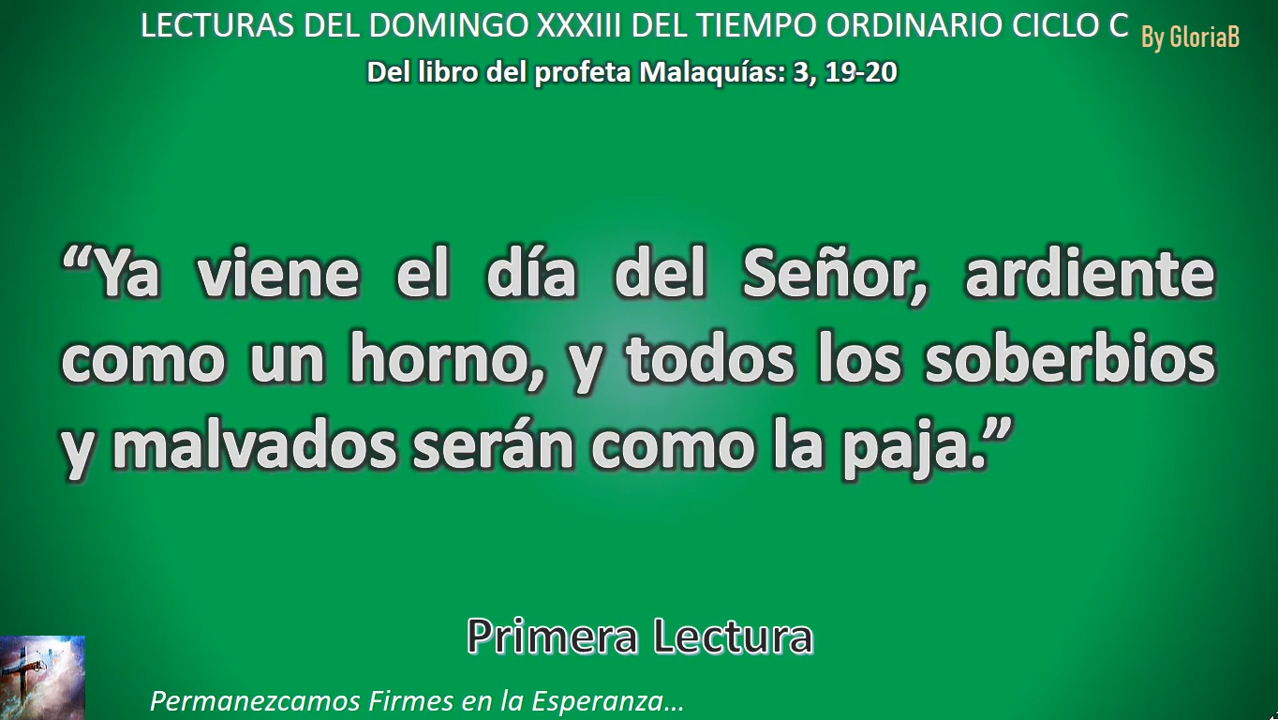 LECTURAS DEL DOMINGO XXXIII DEL TIEMPO ORDINARIO CICLO C
By GloriaB
Del libro del profeta Malaquías: 3, 19-20
“Ya viene el día del Señor, ardiente
como un horno, y todos los soberbios
y malvados serán como la paja.”
Primera Lectura
Permanezcamos Firmes en la Esperanza...